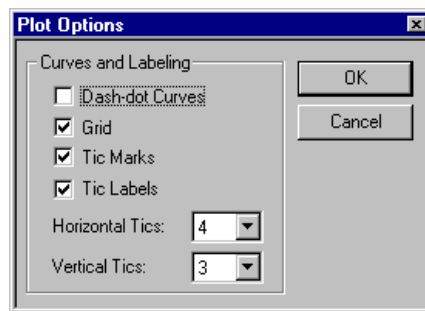 Plot Options
Curves and Labeling
Dash-dot Curves
Grid
Tic Marks
Tic Labels
Horizontal Tics: 4
Vertical Tics: 3
OK
Cancel